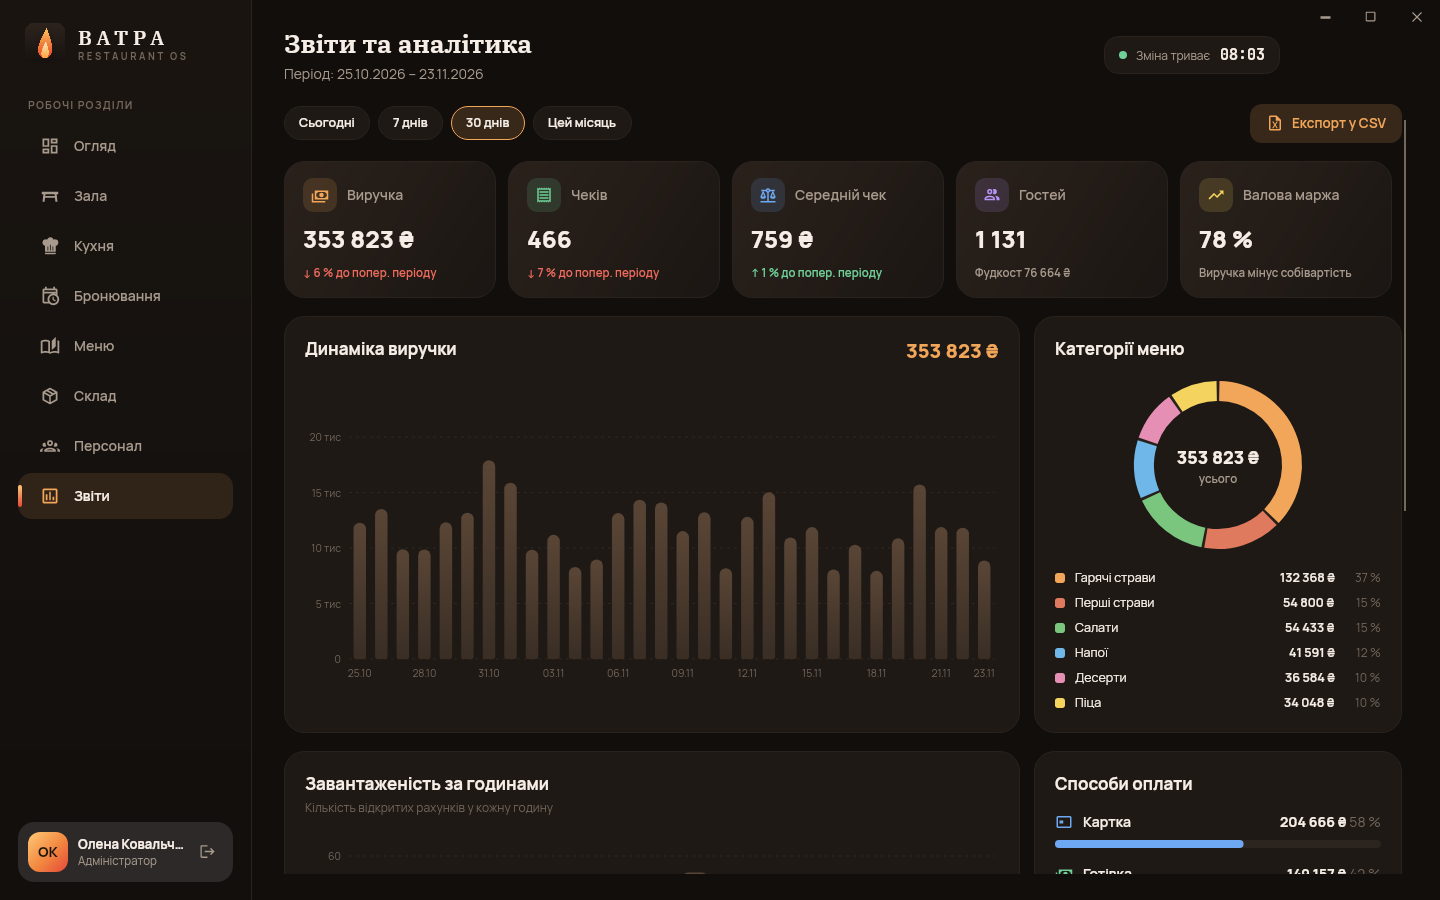 ВАТРА
RESTAURANT OS
РОБОЧІ РОЗДІЛИ
Огляд
Зала
Кухня
Бронювання
Меню
Склад
Персонал
Звіти
ОК
Олена Ковальч...
Адміністратор
Звіти та аналітика
Період: 25.10.2026 – 23.11.2026
Зміна триває 08:03
Сьогодні
7 днів
30 днів
Цей місяць
Експорт у CSV
Виручка
353 823 ₴
↓ 6 % до попер. періоду
Чеків
466
↓ 7 % до попер. періоду
Середній чек
759 ₴
↑ 1 % до попер. періоду
Гостей
1 131
Фудкост 76 664 ₴
Валова маржа
78 %
Виручка мінус собівартість
Динаміка виручки
353 823 ₴
20 тис
15 тис
10 тис
5 тис
0
25.10 28.10 31.10 03.11 06.11 09.11 12.11 15.11 18.11 21.11 23.11
Категорії меню
353 823 ₴
усього
Гарячі страви 132 368 ₴ 37 %
Перші страви 54 800 ₴ 15 %
Салати 54 433 ₴ 15 %
Напої 41 591 ₴ 12 %
Десерти 36 584 ₴ 10 %
Піца 34 048 ₴ 10 %
Завантаженість за годинами
Кількість відкритих рахунків у кожну годину
60
Способи оплати
Картка 204 666 ₴ 58 %
Готівка 149 157 ₴ 42 %